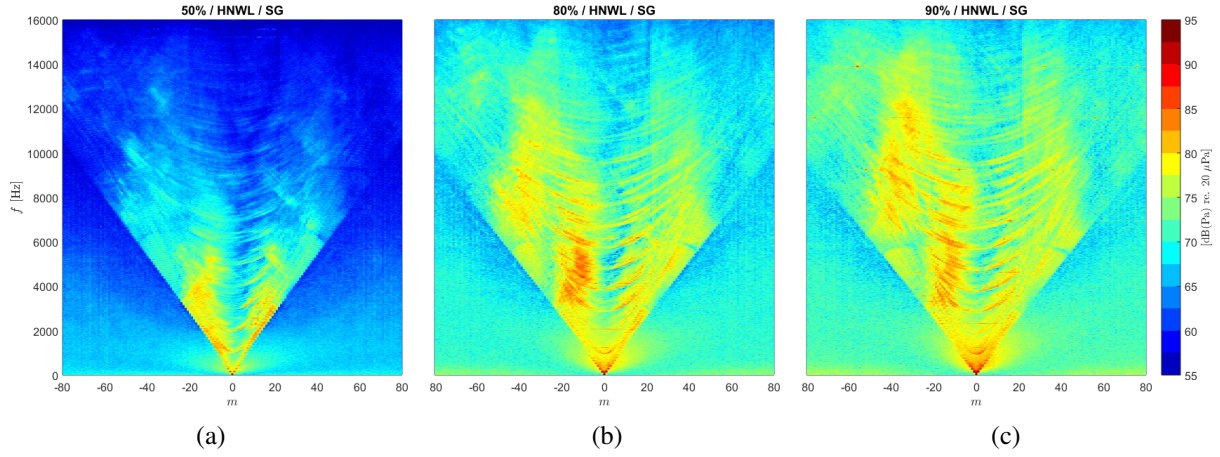 50% / HNWL / SG
80% / HNWL / SG
90% / HNWL / SG
f [Hz]
16000
14000
12000
10000
8000
6000
4000
2000
0
-80 -60 -40 -20 0 20 40 60 80
-80 -60 -40 -20 0 20 40 60 80
-80 -60 -40 -20 0 20 40 60 80
m
m
m
95
90
85
80
75
70
65
60
55
[dB(Pa) re. 20 μPa]
(a)
(b)
(c)